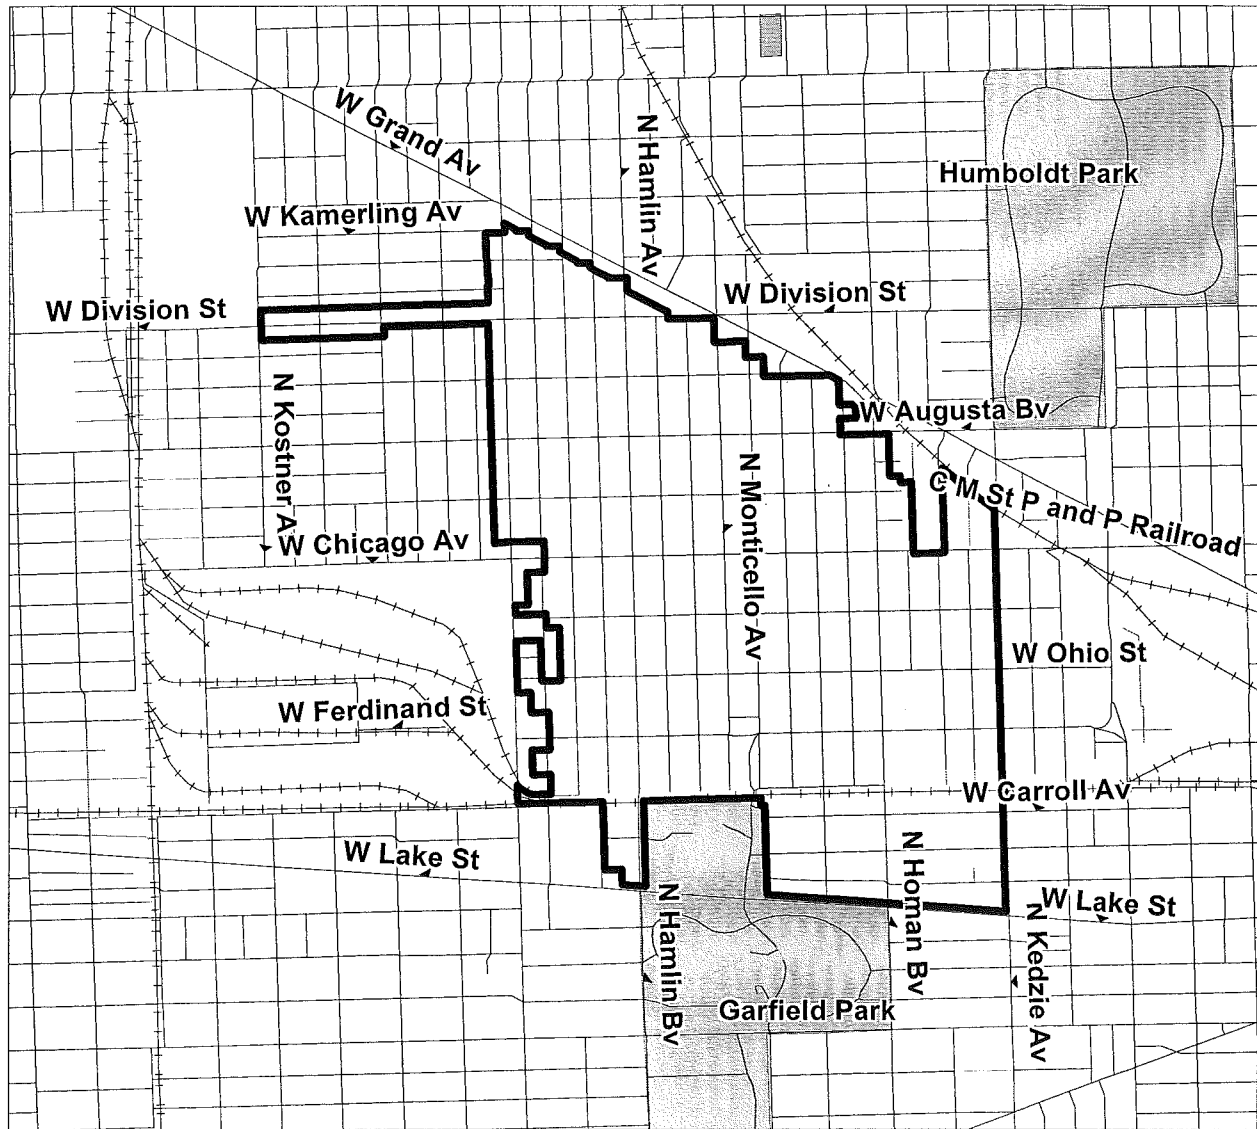 W Grand Av
N Hamlin Av
Humboldt Park
W Kamerling Av
W Division St
W Division St
N Kostner Av
W Augusta Bv
N Monticello Av
C M St P and P Railroad
W Chicago Av
W Ohio St
W Ferdinand St
W Carroll Av
W Lake St
N Homan Bv
N Hamlin Bv
W Lake St
N Kedzie Av
Garfield Park